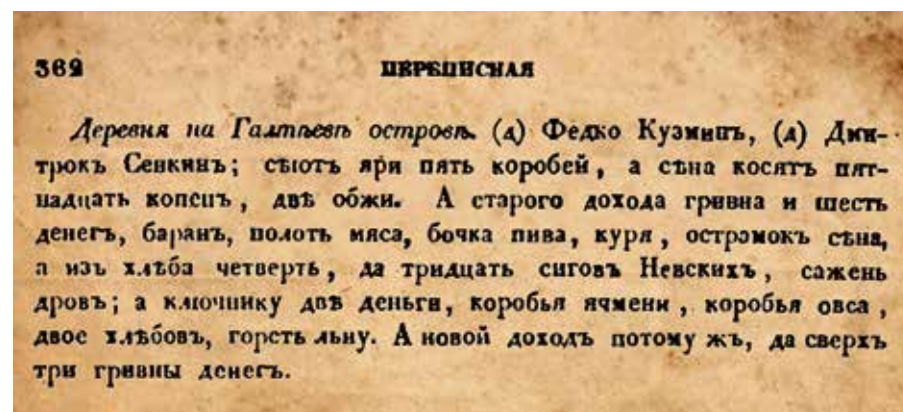 362 ПЕРЕПИСНАЯ
Деревня на Галтѣевѣ островѣ. (д) Федко Кузминъ, (д) Дми-
трокъ Сенкинъ; сѣютъ яри пять коробей, а сѣна косятъ пят-
надцать копенъ, двѣ обжи. А старого дохода гривна и шесть
денегъ, баранъ, полоть мяса, бочка пива, куря, острамокъ сѣна,
а изъ хлѣба четверть, да тридцать сиговъ Невскихъ, сажень
дровъ; а ключнику двѣ деньги, коробья ячмени, коробья овса,
двое хлѣбовъ, горсть льну. А новой доходъ потому жъ, да сверхъ
три гривны денегъ.